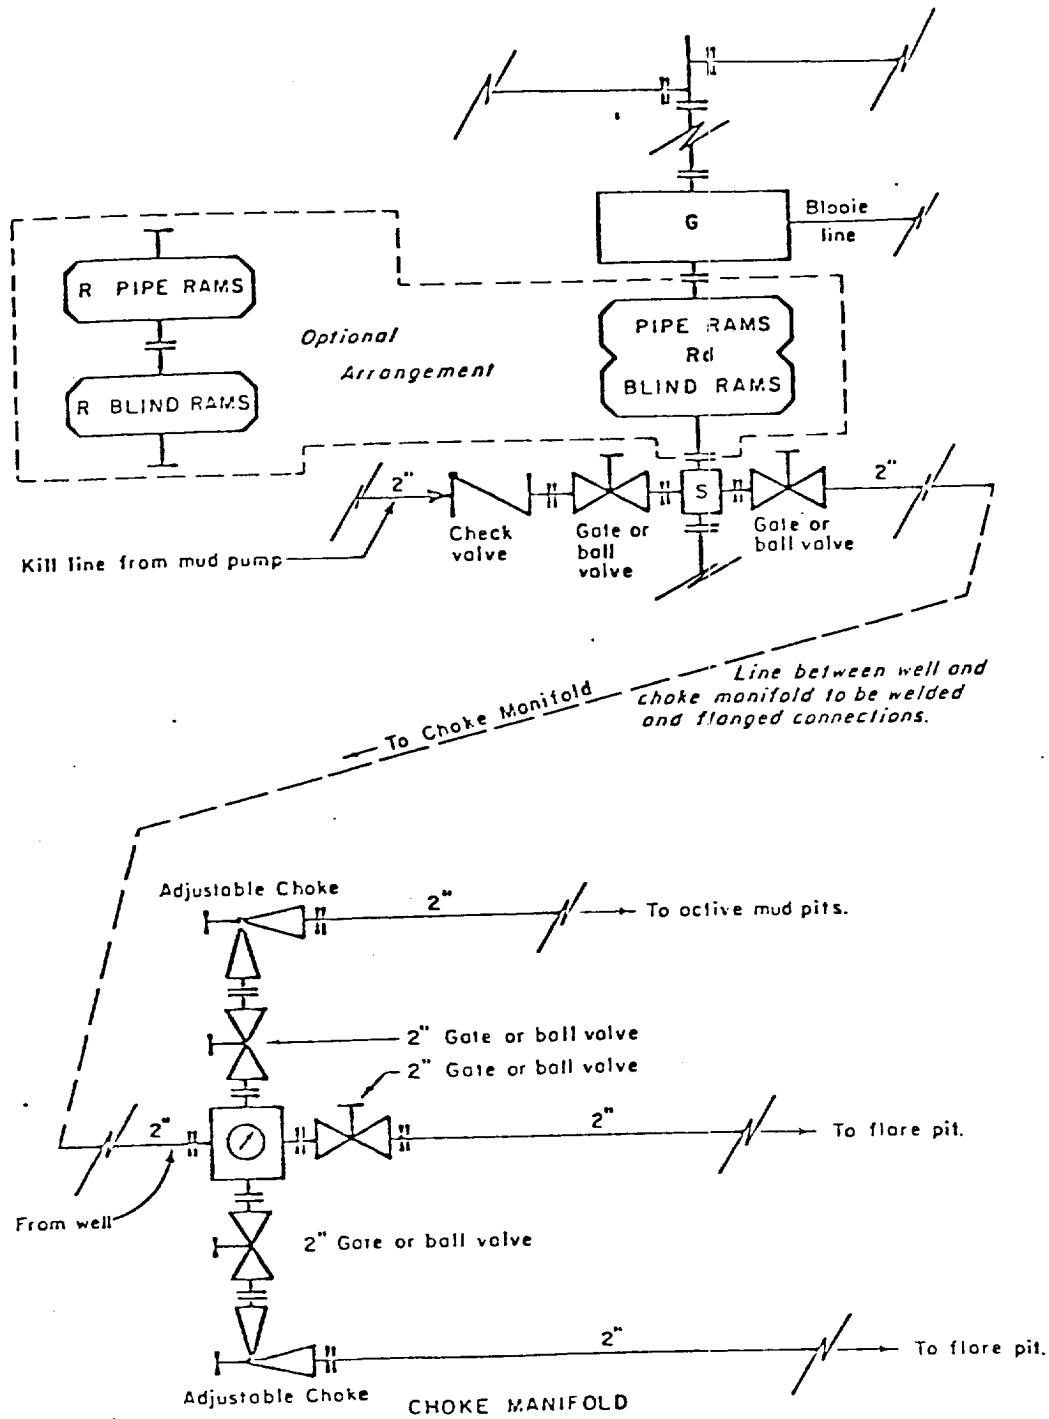 G
Blooie
line
R PIPE RAMS
Optional
Arrangement
R BLIND RAMS
PIPE RAMS
Rd
BLIND RAMS
2"
S
2"
Check
valve
Gate or
ball
valve
Gate or
ball valve
Kill line from mud pump
Line between well and
choke manifold to be welded
and flanged connections.
To Choke Manifold
Adjustable Choke
2"
To active mud pits.
2" Gate or ball valve
2" Gate or ball valve
2"
2"
To flare pit.
From well
2" Gate or ball valve
2"
To flare pit.
Adjustable Choke
CHOKE MANIFOLD